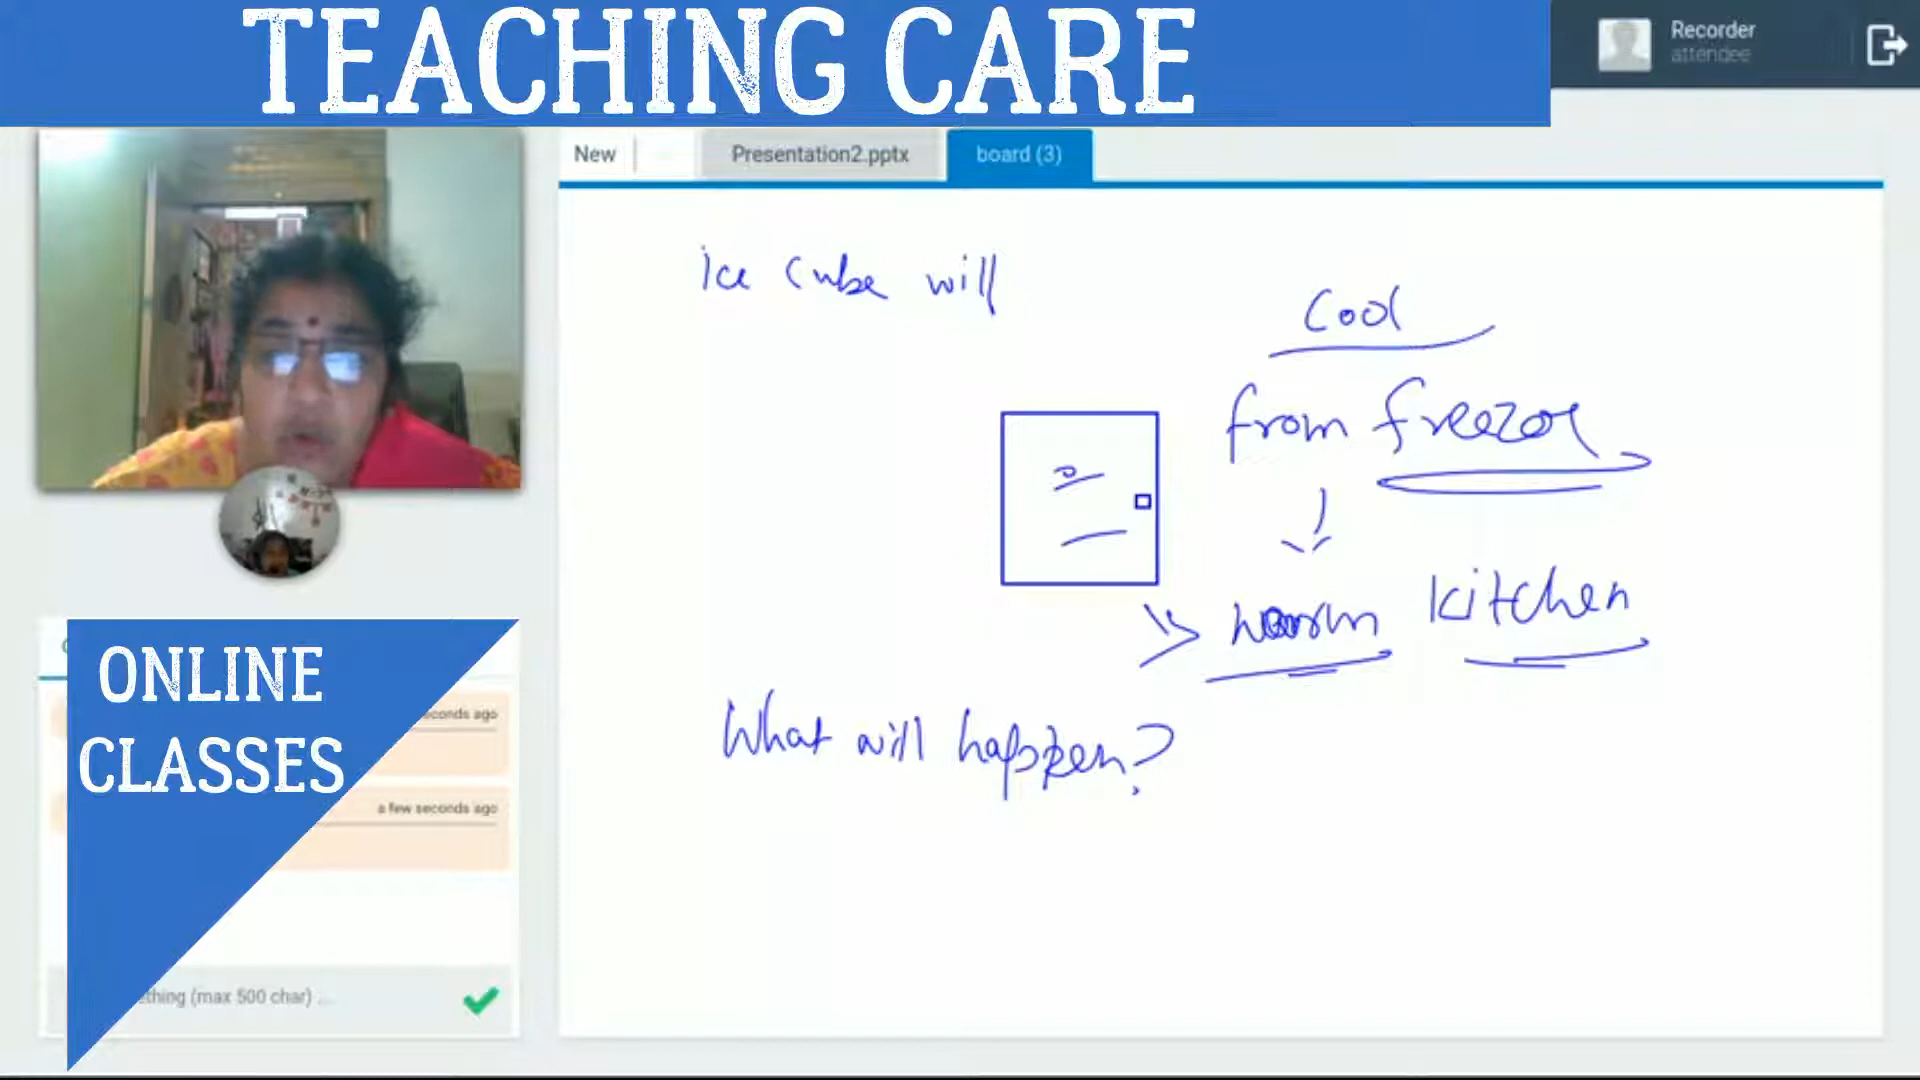 TEACHING CARE
Recorder
attendee
New
Presentation2.pptx
board (3)
Ice Cube will
Cool
from freezor
warm kitchen
What will happen?
ONLINE
CLASSES
conds ago
a few seconds ago
thing (max 500 char) ...